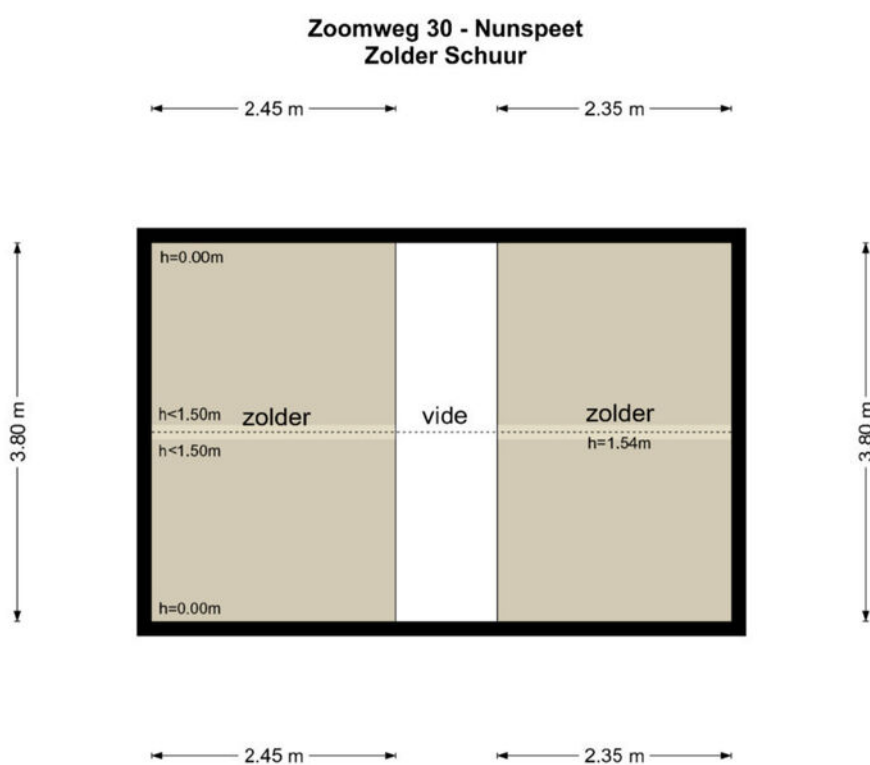 Zoomweg 30 - Nunspeet
Zolder Schuur
2.45 m
2.35 m
h=0.00m
3.80 m
3.80 m
h<1.50m
zolder
vide
zolder
h<1.50m
h=1.54m
h=0.00m
2.45 m
2.35 m